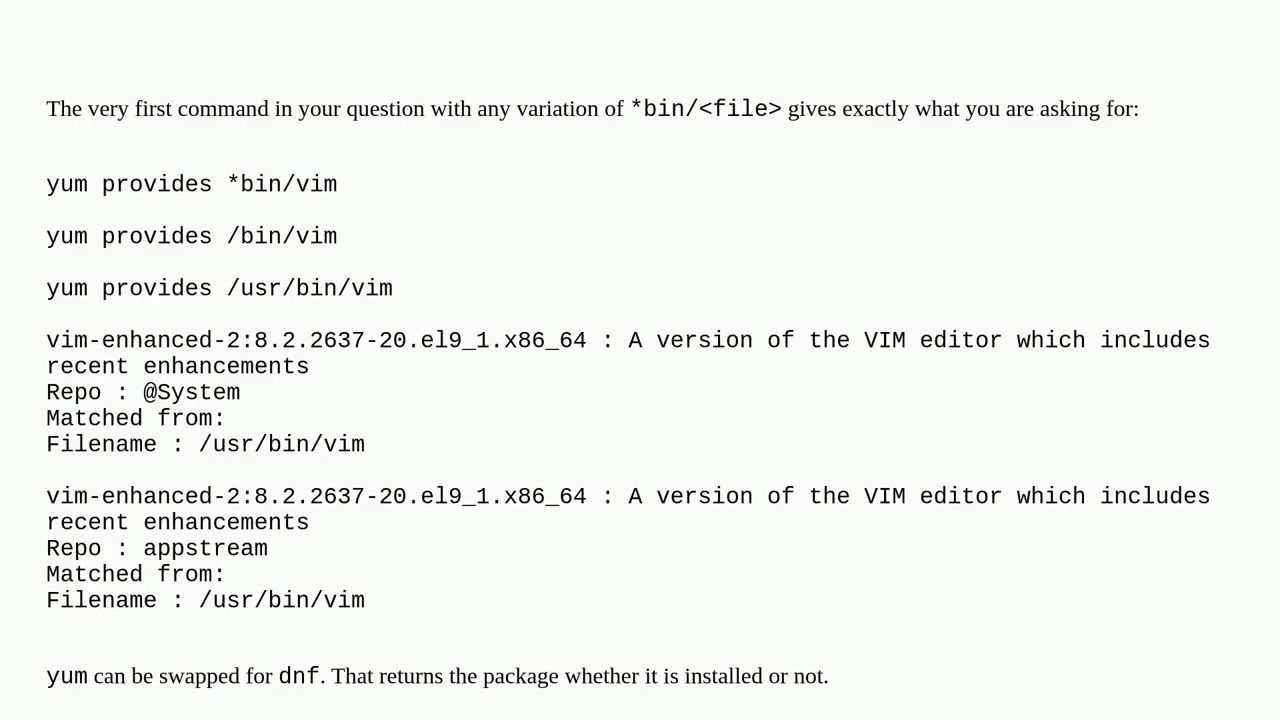 The very first command in your question with any variation of *bin/<file> gives exactly what you are asking for:
yum provides *bin/vim
yum provides /bin/vim
yum provides /usr/bin/vim
vim-enhanced-2:8.2.2637-20.el9_1.x86_64 : A version of the VIM editor which includes
recent enhancements
Repo : @System
Matched from:
Filename : /usr/bin/vim
vim-enhanced-2:8.2.2637-20.el9_1.x86_64 : A version of the VIM editor which includes
recent enhancements
Repo : appstream
Matched from:
Filename : /usr/bin/vim
yum can be swapped for dnf. That returns the package whether it is installed or not.